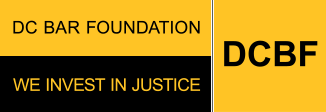 DC BAR FOUNDATION
WE INVEST IN JUSTICE
DCBF